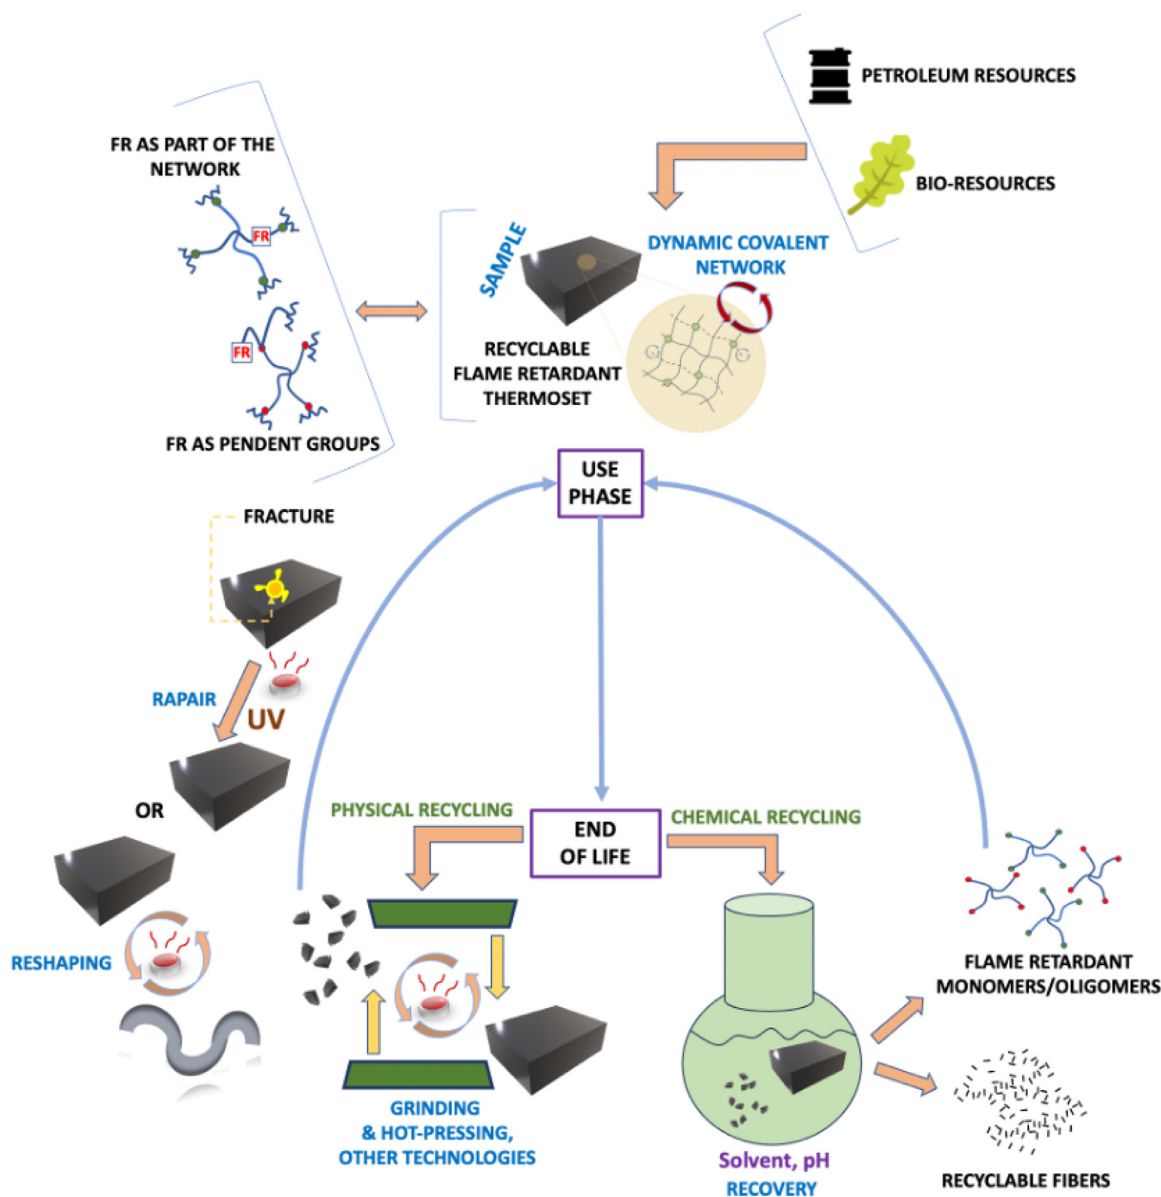 PETROLEUM RESOURCES
BIO-RESOURCES
FR AS PART OF THE
NETWORK
FR
FR
FR AS PENDENT GROUPS
SAMPLE
DYNAMIC COVALENT
NETWORK
RECYCLABLE
FLAME RETARDANT
THERMOSET
USE
PHASE
FRACTURE
RAPAIR
UV
OR
RESHAPING
PHYSICAL RECYCLING
END
OF LIFE
CHEMICAL RECYCLING
GRINDING
& HOT-PRESSING,
OTHER TECHNOLOGIES
Solvent, pH
RECOVERY
FLAME RETARDANT
MONOMERS/OLIGOMERS
RECYCLABLE FIBERS